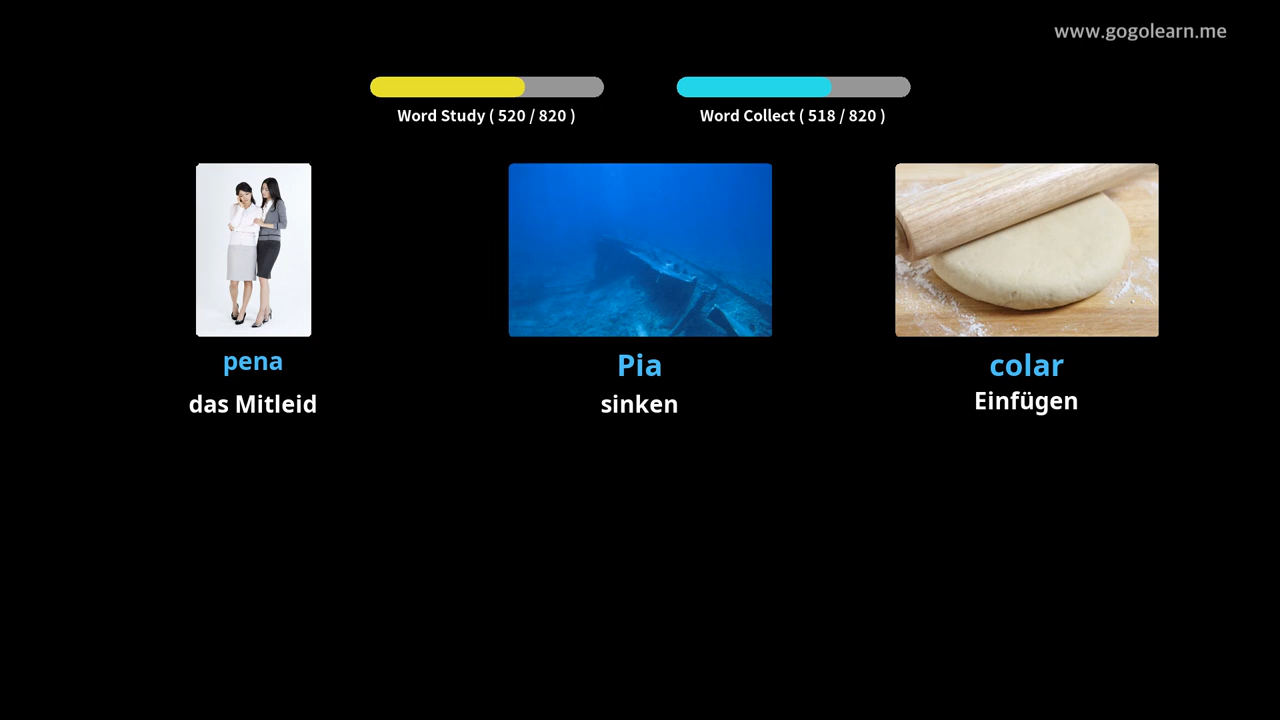 www.gogolearn.me
Word Study ( 520 / 820 )
Word Collect ( 518 / 820 )
pena
das Mitleid
Pia
sinken
colar
Einfügen